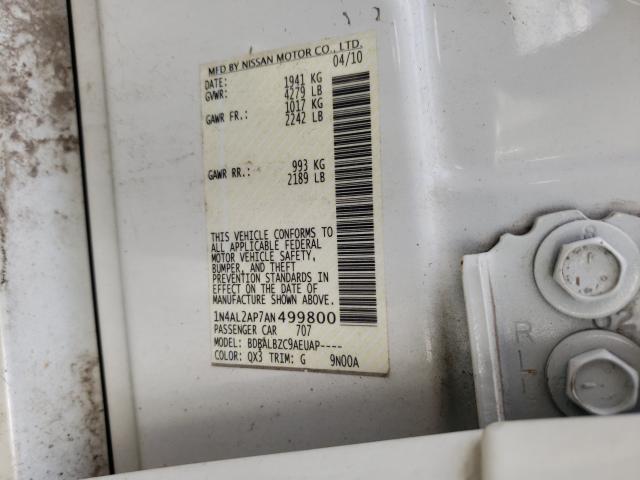 MFD BY NISSAN MOTOR CO., LTD.
DATE: 04/10
GVWR: 1941 KG
4279 LB
GAWR FR.: 1017 KG
2242 LB
GAWR RR.: 993 KG
2189 LB
THIS VEHICLE CONFORMS TO
ALL APPLICABLE FEDERAL
MOTOR VEHICLE SAFETY,
BUMPER, AND THEFT
PREVENTION STANDARDS IN
EFFECT ON THE DATE OF
MANUFACTURE SHOWN ABOVE.
1N4AL2AP7AN499800
PASSENGER CAR 707
MODEL: BDBALBZC9AEUAP----
COLOR: QX3 TRIM: G 9N00A
8